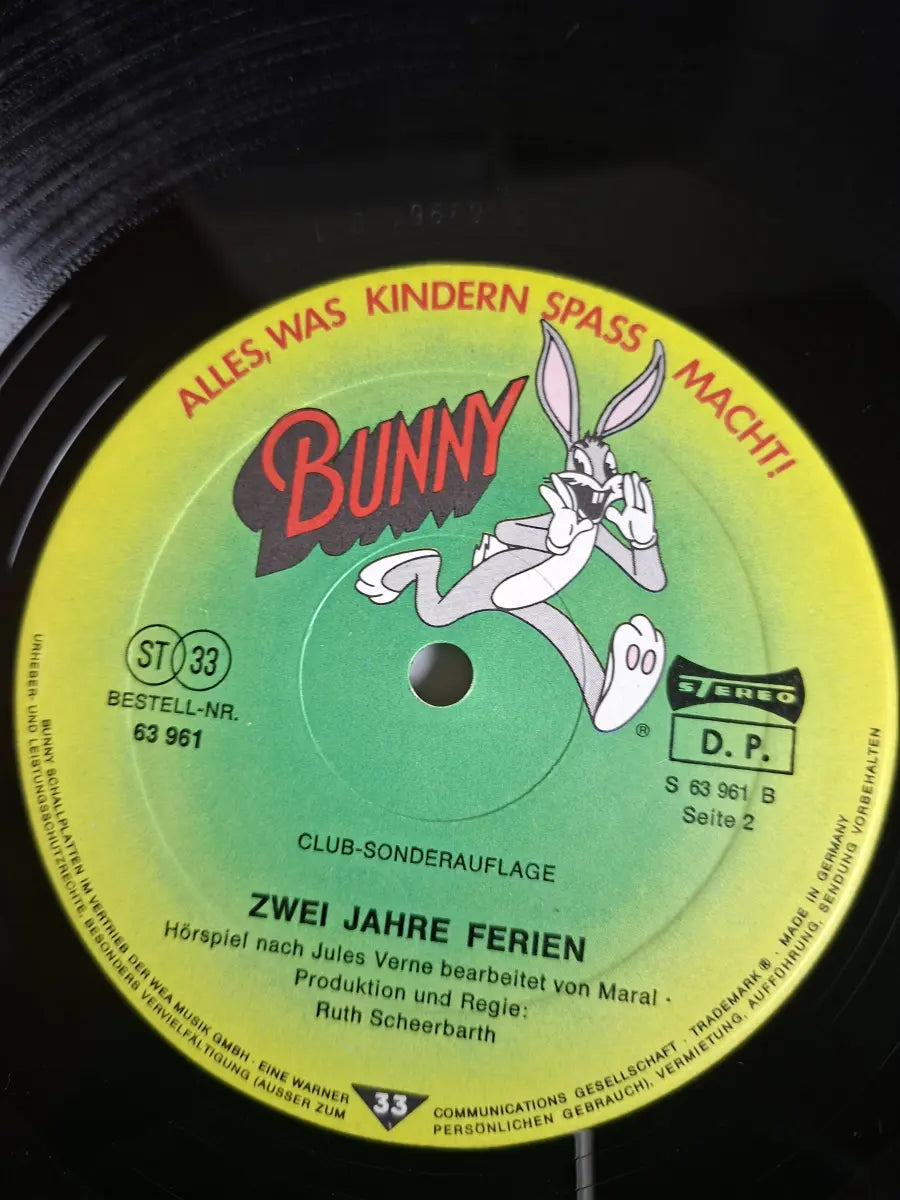 ALLES, WAS KINDERN SPASS MACHT!
BUNNY
®
ST 33
BESTELL-NR.
63 961
STEREO
D. P.
S 63 961 B
Seite 2
CLUB-SONDERAUFLAGE
ZWEI JAHRE FERIEN
Hörspiel nach Jules Verne bearbeitet von Maral ·
Produktion und Regie:
Ruth Scheerbarth
BUNNY SCHALLPLATTEN IM VERTRIEB DER WEA MUSIK GMBH · EINE WARNER COMMUNICATIONS GESELLSCHAFT · TRADEMARK ® · MADE IN GERMANY
URHEBER- UND LEISTUNGSSCHUTZRECHTE, BESONDERS VERVIELFÄLTIGUNG (AUSSER ZUM PERSÖNLICHEN GEBRAUCH), VERMIETUNG, AUFFÜHRUNG, SENDUNG VORBEHALTEN
33